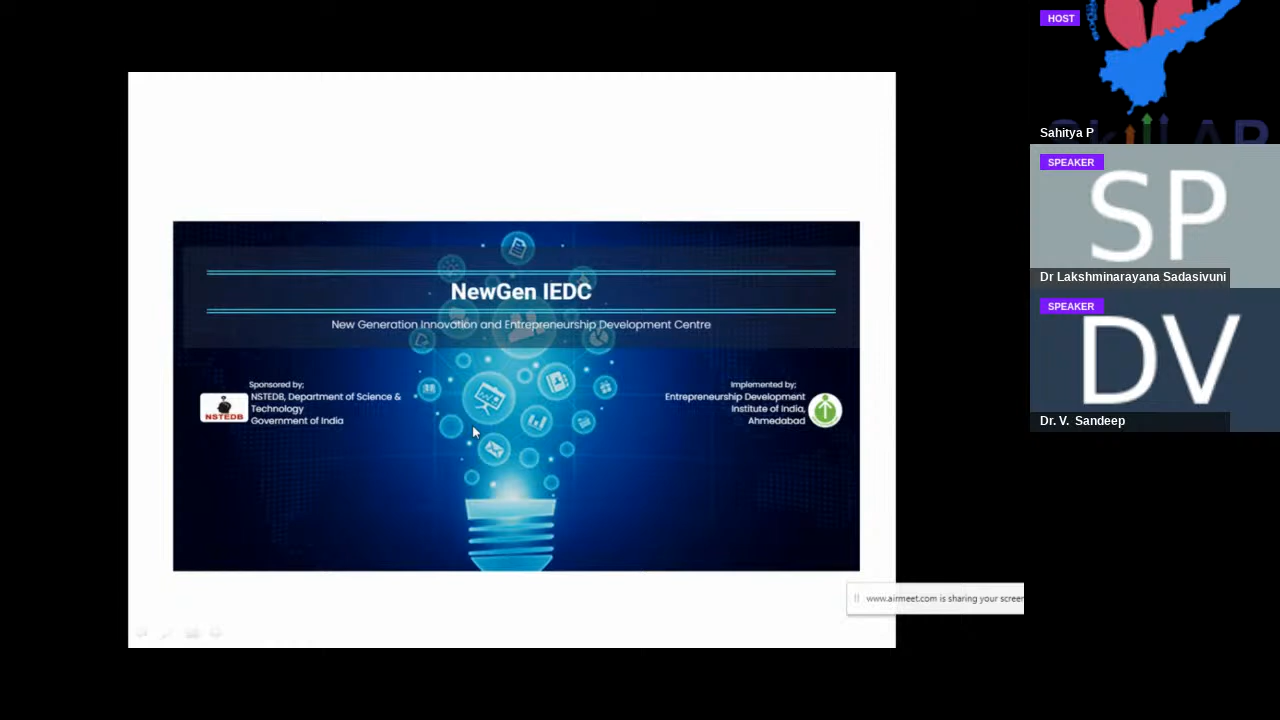 NewGen IEDC
New Generation Innovation and Entrepreneurship Development Centre
Sponsored by;
NSTEDB, Department of Science &
Technology
Government of India
NSTEDB
Implemented by;
Entrepreneurship Development
Institute of India,
Ahmedabad
www.airmeet.com is sharing your screen
HOST
Sahitya P
SPEAKER
SP
Dr Lakshminarayana Sadasivuni
SPEAKER
DV
Dr. V. Sandeep